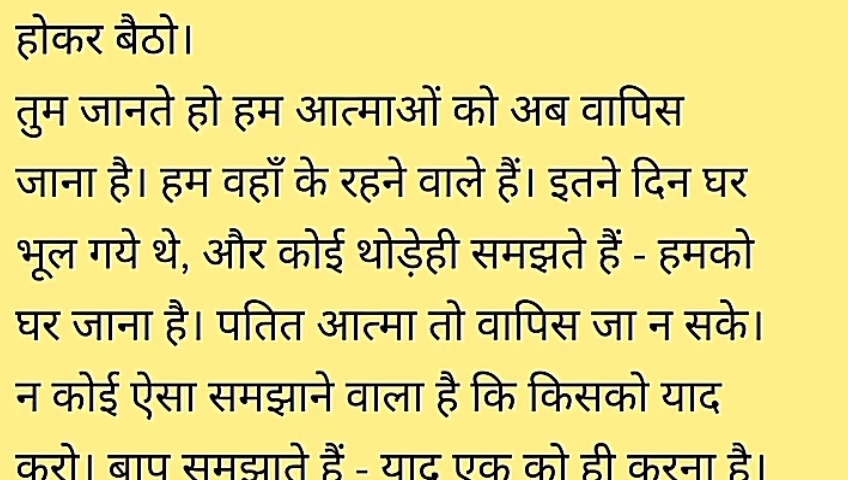 होकर बैठो।
तुम जानते हो हम आत्माओं को अब वापिस
जाना है। हम वहाँ के रहने वाले हैं। इतने दिन घर
भूल गये थे, और कोई थोड़ेही समझते हैं - हमको
घर जाना है। पतित आत्मा तो वापिस जा न सके।
न कोई ऐसा समझाने वाला है कि किसको याद
करो। बाप समझाते हैं - याद एक को ही करना है।